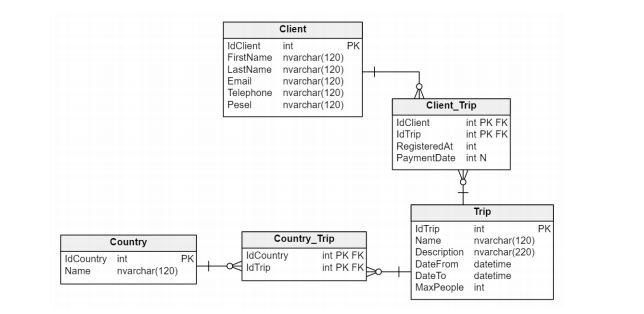 Client
IdClient int PK
FirstName nvarchar(120)
LastName nvarchar(120)
Email nvarchar(120)
Telephone nvarchar(120)
Pesel nvarchar(120)
Client_Trip
IdClient int PK FK
IdTrip int PK FK
RegisteredAt int
PaymentDate int N
Trip
IdTrip int PK
Name nvarchar(120)
Description nvarchar(220)
DateFrom datetime
DateTo datetime
MaxPeople int
Country_Trip
IdCountry int PK FK
IdTrip int PK FK
Country
IdCountry int PK
Name nvarchar(120)